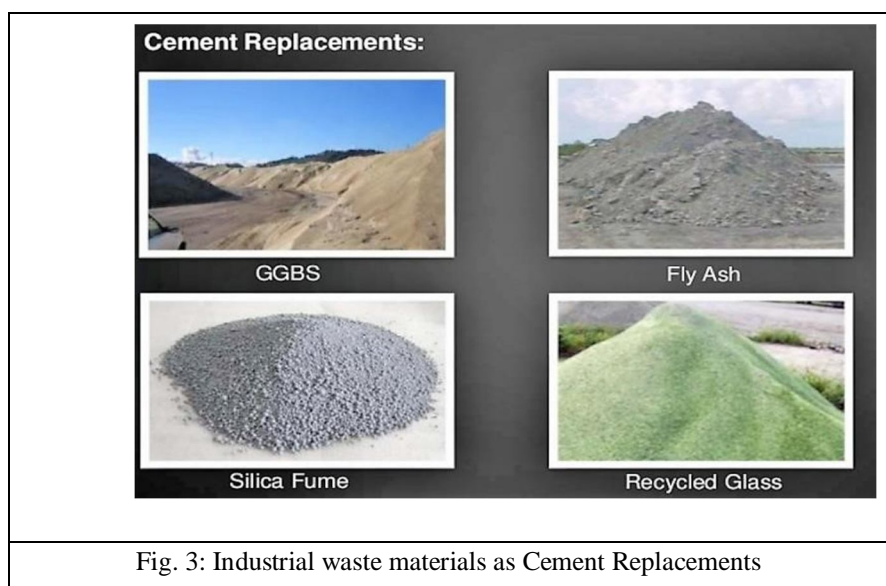 Cement Replacements:
GGBS
Fly Ash
Silica Fume
Recycled Glass
Fig. 3: Industrial waste materials as Cement Replacements